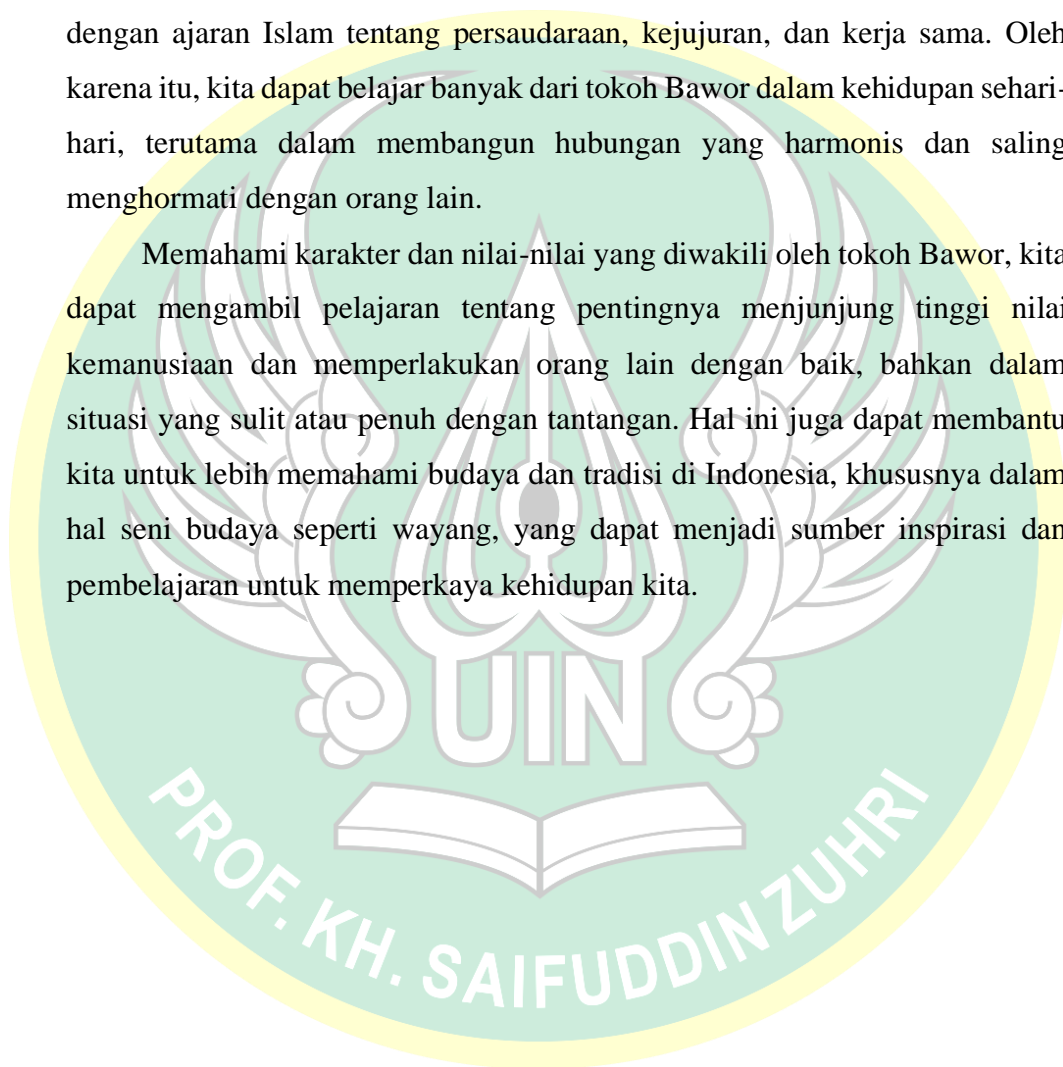 dengan ajaran Islam tentang persaudaraan, kejujuran, dan kerja sama. Oleh
karena itu, kita dapat belajar banyak dari tokoh Bawor dalam kehidupan sehari-
hari, terutama dalam membangun hubungan yang harmonis dan saling
menghormati dengan orang lain.
Memahami karakter dan nilai-nilai yang diwakili oleh tokoh Bawor, kita
dapat mengambil pelajaran tentang pentingnya menjunjung tinggi nilai
kemanusiaan dan memperlakukan orang lain dengan baik, bahkan dalam
situasi yang sulit atau penuh dengan tantangan. Hal ini juga dapat membantu
kita untuk lebih memahami budaya dan tradisi di Indonesia, khususnya dalam
hal seni budaya seperti wayang, yang dapat menjadi sumber inspirasi dan
pembelajaran untuk memperkaya kehidupan kita.
UIN
PROF. KH. SAIFUDDIN ZUHRI